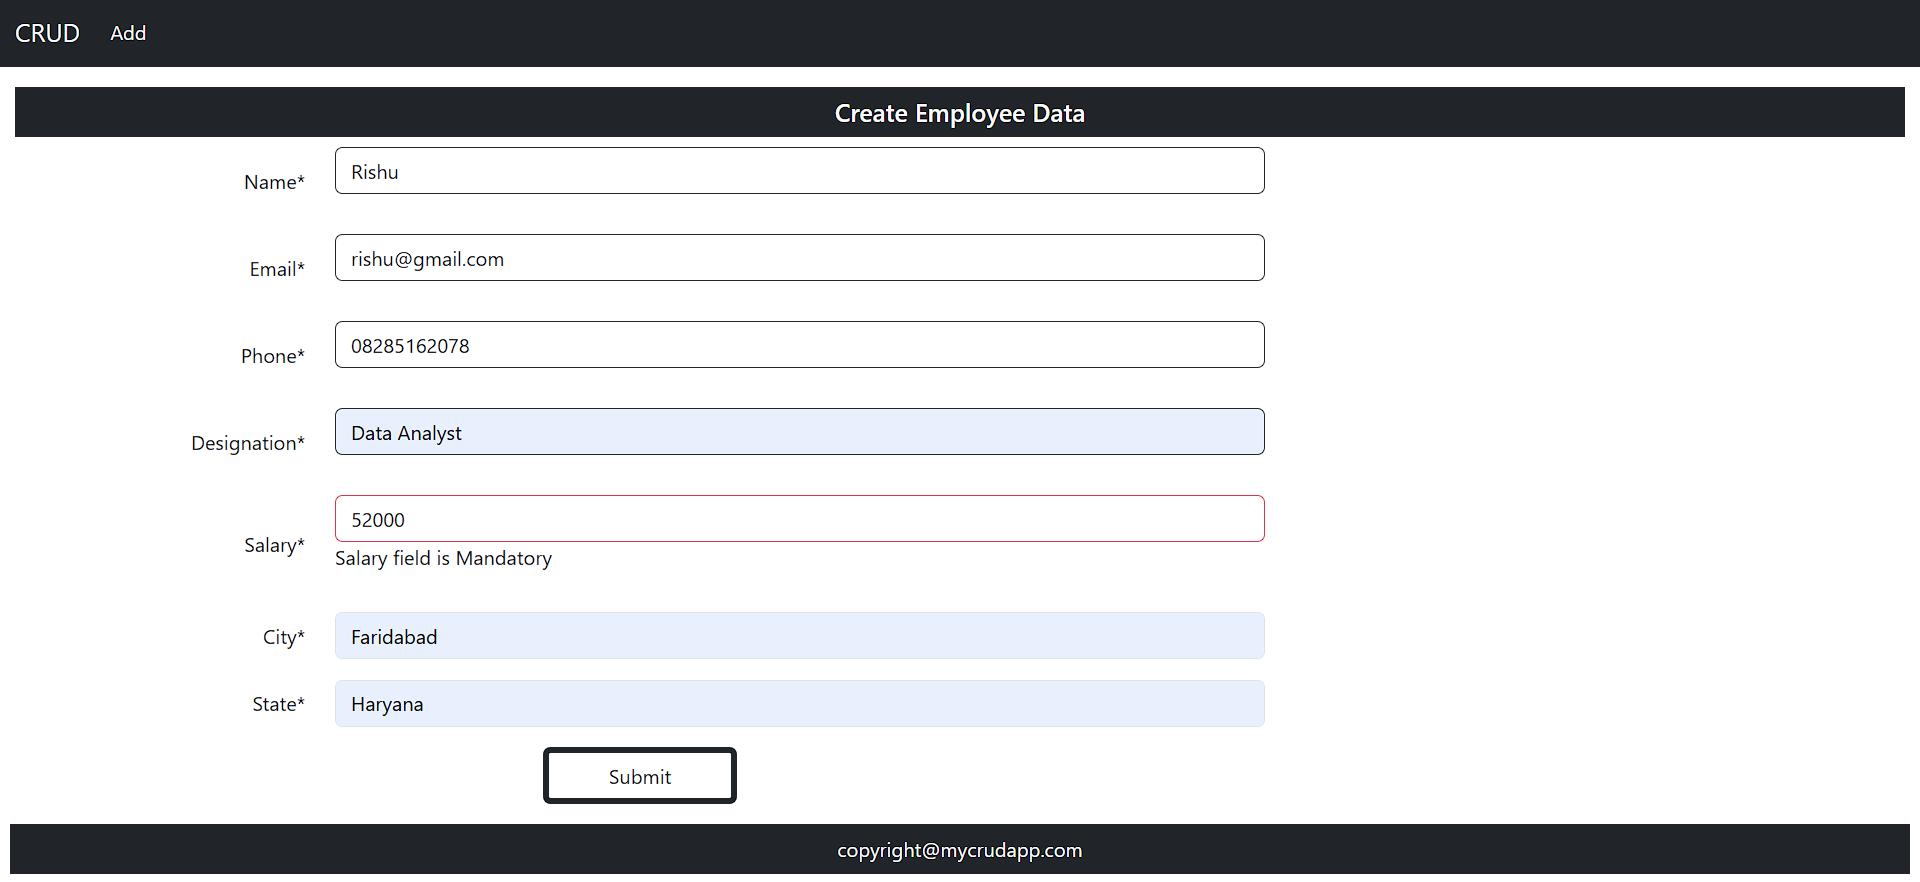 CRUD Add
Create Employee Data
Name* Rishu
Email* rishu@gmail.com
Phone* 08285162078
Designation* Data Analyst
Salary* 52000
Salary field is Mandatory
City* Faridabad
State* Haryana
Submit
copyright@mycrudapp.com